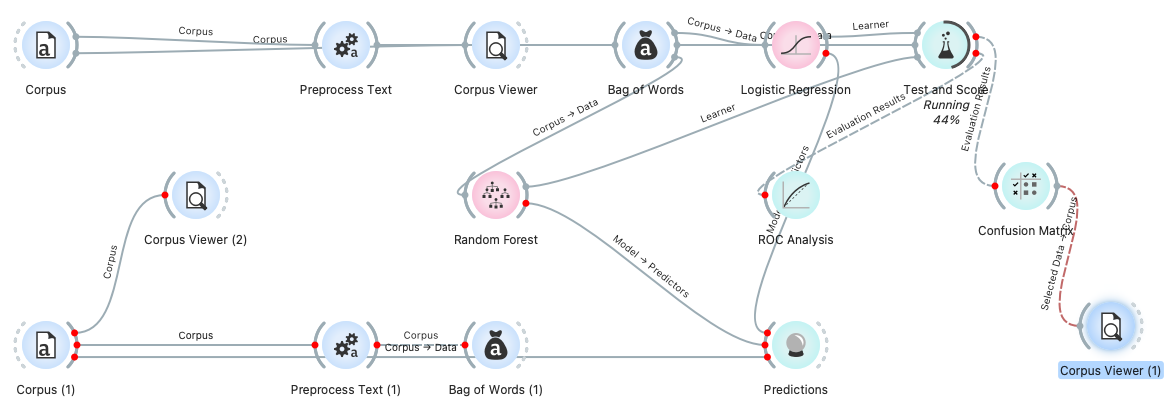 Corpus → Data
Learner
Corpus
Corpus
Corpus
Preprocess Text
Corpus Viewer
Bag of Words
Logistic Regression
Test and Score
Running
44%
Corpus → Data
Learner
Evaluation Results
Evaluation Results
Corpus Viewer (2)
Random Forest
ROC Analysis
Confusion Matrix
Corpus
Model → Predictors
Selected Data → Corpus
Corpus
Corpus
Corpus → Data
Corpus (1)
Preprocess Text (1)
Bag of Words (1)
Predictions
Corpus Viewer (1)